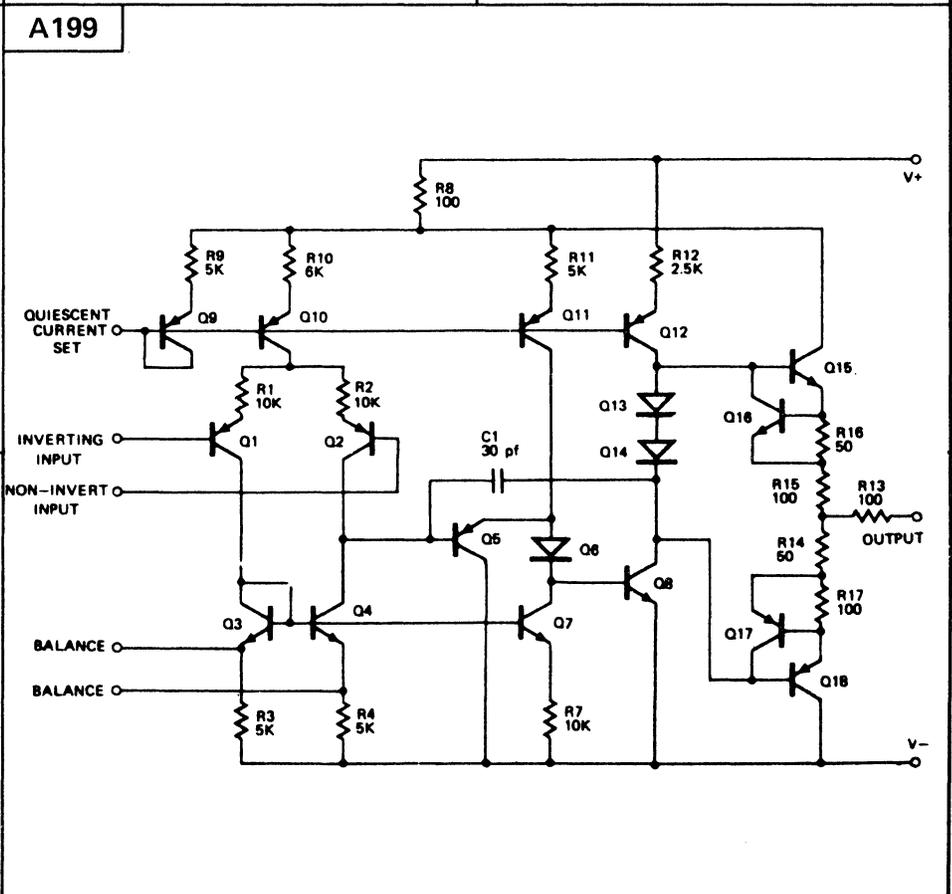 A199
R8
100
V+
R9
5K
R10
6K
R11
5K
R12
2.5K
QUIESCENT
CURRENT
SET
Q9
Q10
Q11
Q12
Q15
R1
10K
R2
10K
Q13
Q16
INVERTING
INPUT
Q1
Q2
C1
30 pf
Q14
R16
50
NON-INVERT
INPUT
R15
100
R13
100
OUTPUT
Q5
Q6
R14
50
Q8
R17
100
Q3
Q4
Q7
Q17
BALANCE
Q18
BALANCE
R3
5K
R4
5K
R7
10K
V-